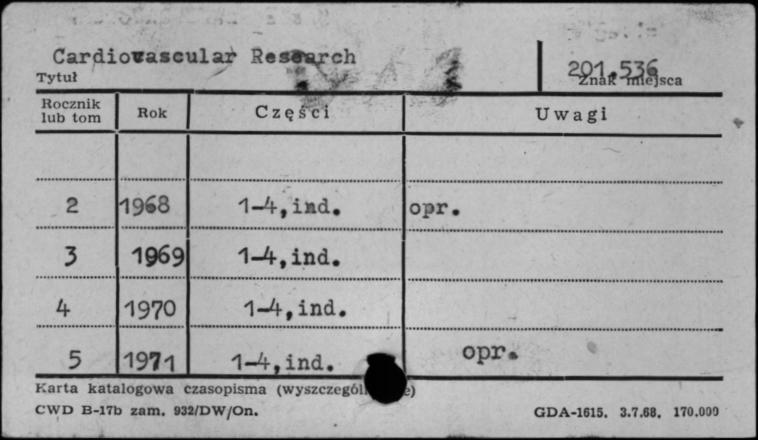 Cardiovascular Research
201,536
Tytuł
Znak miejsca
Rocznik lub tom Rok Części Uwagi
2 1968 1-4,ind. opr.
3 1969 1-4,ind.
4 1970 1-4,ind.
5 1971 1-4,ind. opr.
Karta katalogowa czasopisma
CWD B-17b zam. 932/DW/On. GDA-1615. 3.7.68. 170.000